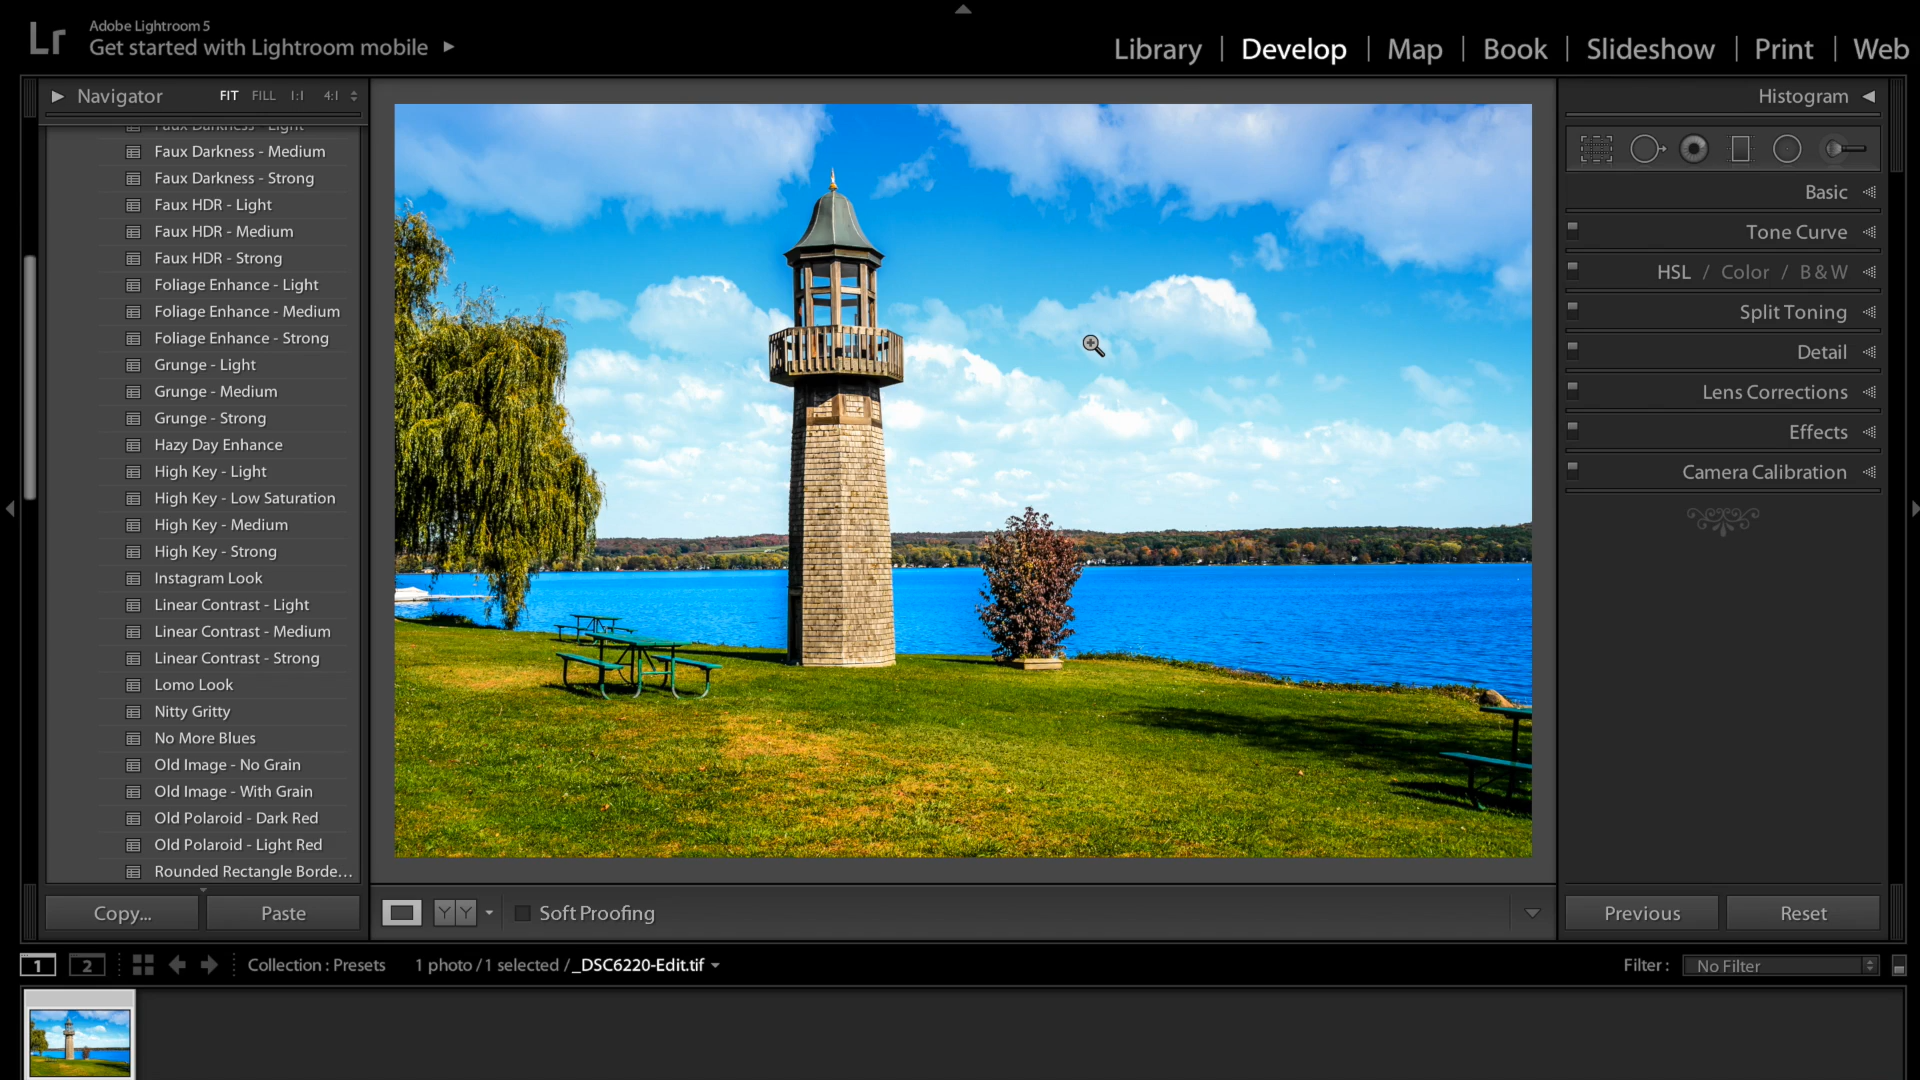 Lr
Adobe Lightroom 5
Get started with Lightroom mobile
Library | Develop | Map | Book | Slideshow | Print | Web
Navigator FIT FILL 1:1 4:1
Faux Darkness - Light
Faux Darkness - Medium
Faux Darkness - Strong
Faux HDR - Light
Faux HDR - Medium
Faux HDR - Strong
Foliage Enhance - Light
Foliage Enhance - Medium
Foliage Enhance - Strong
Grunge - Light
Grunge - Medium
Grunge - Strong
Hazy Day Enhance
High Key - Light
High Key - Low Saturation
High Key - Medium
High Key - Strong
Instagram Look
Linear Contrast - Light
Linear Contrast - Medium
Linear Contrast - Strong
Lomo Look
Nitty Gritty
No More Blues
Old Image - No Grain
Old Image - With Grain
Old Polaroid - Dark Red
Old Polaroid - Light Red
Rounded Rectangle Borde...
Copy... Paste
YY Soft Proofing
Histogram
Basic
Tone Curve
HSL / Color / B & W
Split Toning
Detail
Lens Corrections
Effects
Camera Calibration
Previous Reset
1 2 Collection : Presets 1 photo / 1 selected / _DSC6220-Edit.tif
Filter : No Filter